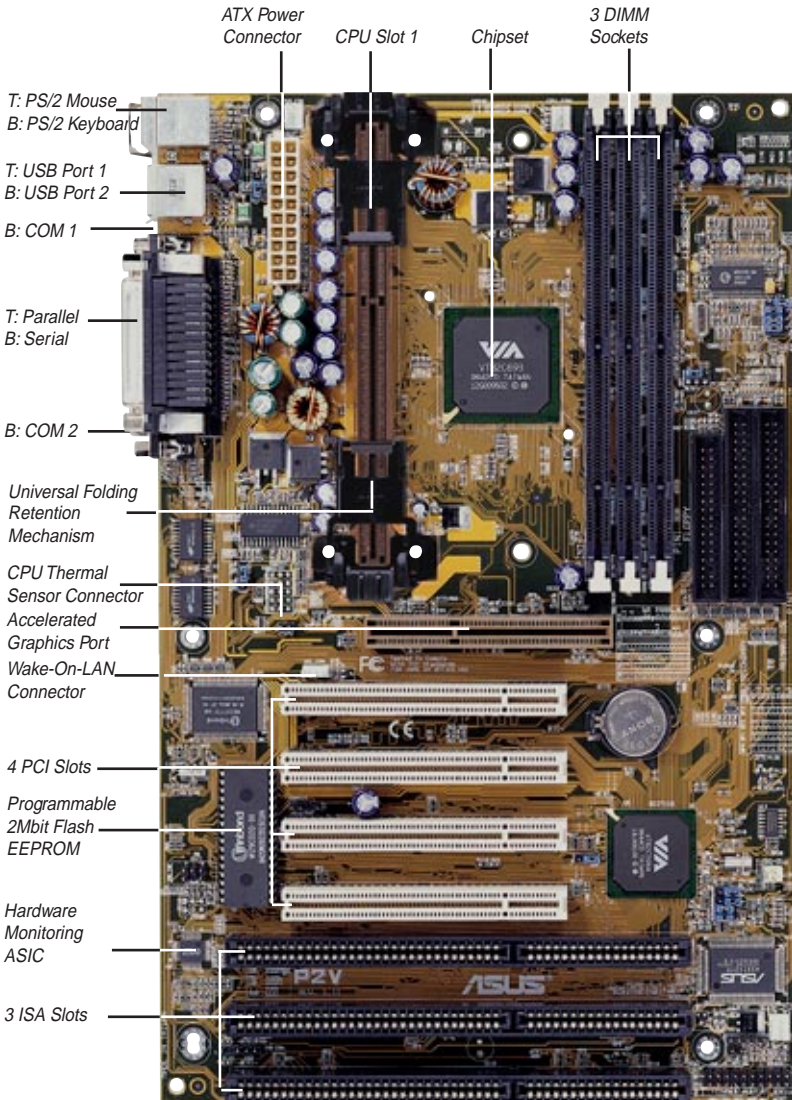 ATX Power
Connector
CPU Slot 1
Chipset
3 DIMM
Sockets
T: PS/2 Mouse
B: PS/2 Keyboard
T: USB Port 1
B: USB Port 2
B: COM 1
T: Parallel
B: Serial
B: COM 2
Universal Folding
Retention
Mechanism
CPU Thermal
Sensor Connector
Accelerated
Graphics Port
Wake-On-LAN
Connector
4 PCI Slots
Programmable
2Mbit Flash
EEPROM
Hardware
Monitoring
ASIC
3 ISA Slots
VIA
FLOPPY
FC
CE
SONY
Winbond
VIA
P2V
ASUS
ASUS